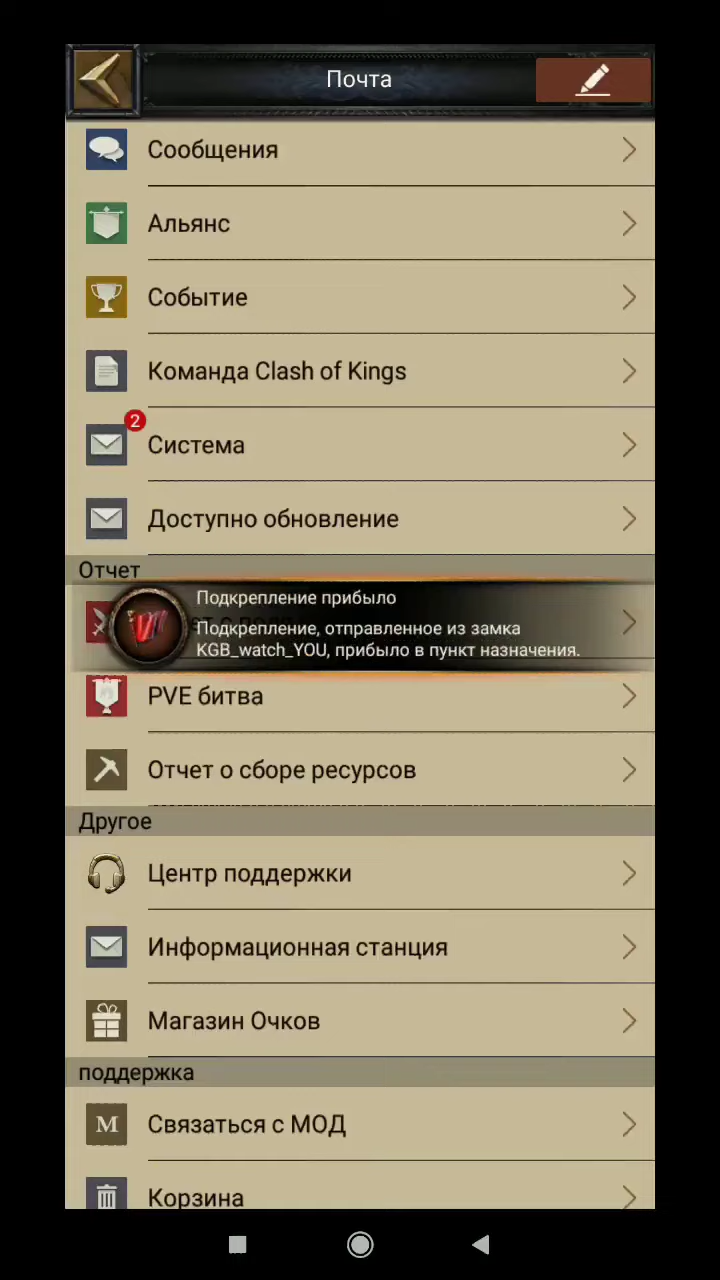 Почта
Сообщения
Альянс
Событие
Команда Clash of Kings
2
Система
Доступно обновление
Отчет
Подкрепление прибыло
Подкрепление, отправленное из замка
KGB_watch_YOU, прибыло в пункт назначения.
PVE битва
Отчет о сборе ресурсов
Другое
Центр поддержки
Информационная станция
Магазин Очков
поддержка
M
Связаться с МОД
Корзина